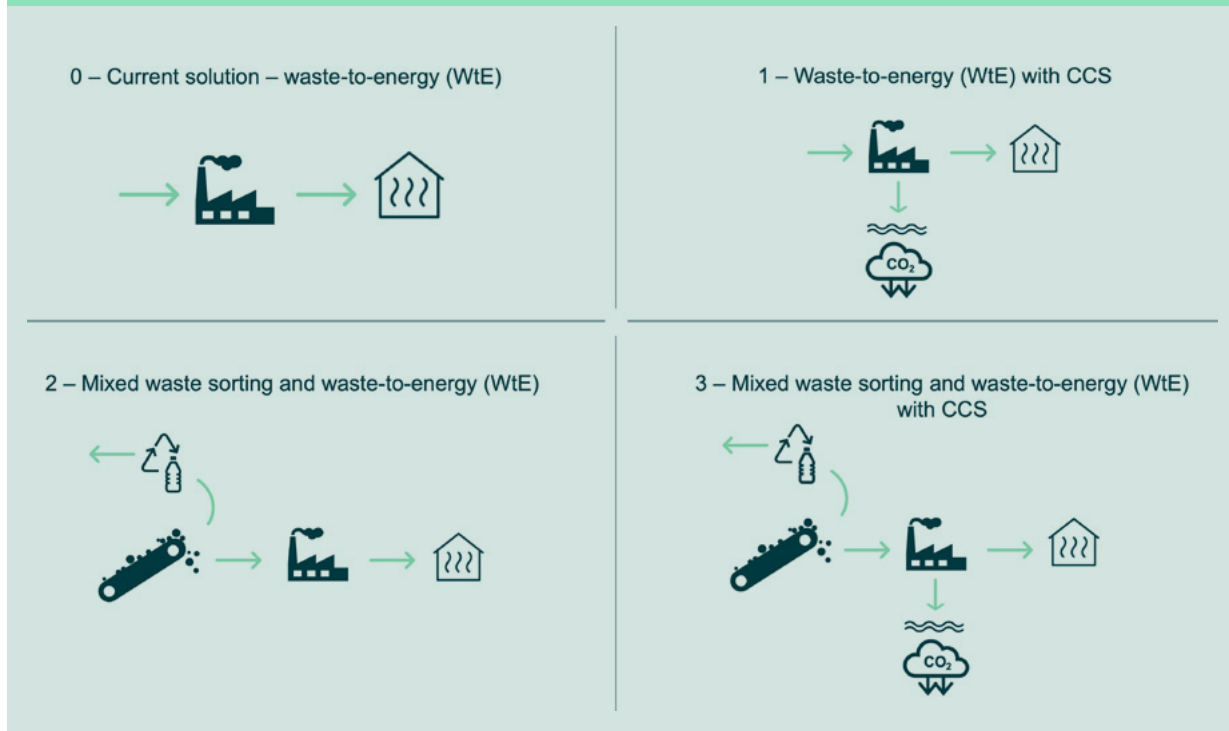 0 – Current solution – waste-to-energy (WtE)
1 – Waste-to-energy (WtE) with CCS
CO₂
2 – Mixed waste sorting and waste-to-energy (WtE)
3 – Mixed waste sorting and waste-to-energy (WtE)
with CCS
CO₂